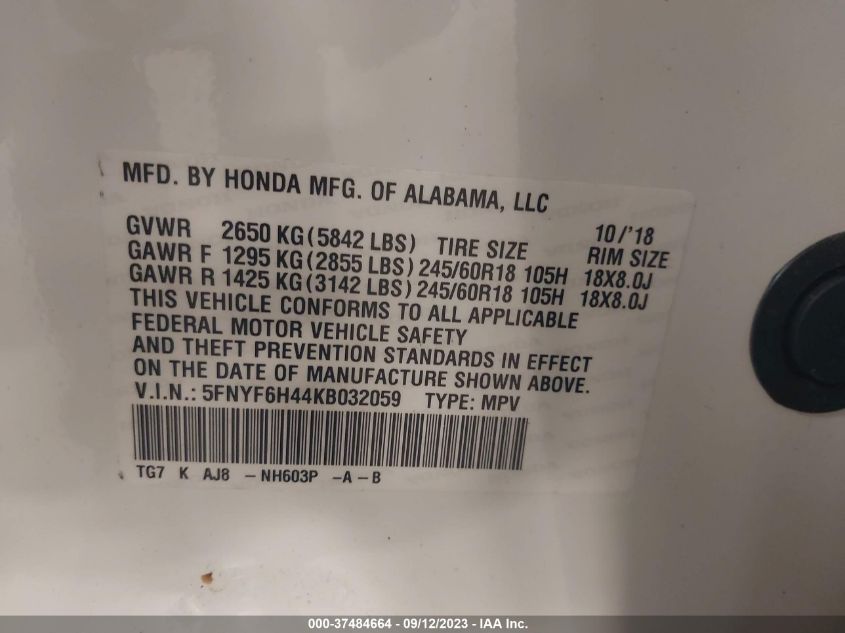 MFD. BY HONDA MFG. OF ALABAMA, LLC
10/'18
GVWR 2650 KG (5842 LBS) TIRE SIZE RIM SIZE
GAWR F 1295 KG (2855 LBS) 245/60R18 105H 18X8.0J
GAWR R 1425 KG (3142 LBS) 245/60R18 105H 18X8.0J
THIS VEHICLE CONFORMS TO ALL APPLICABLE
FEDERAL MOTOR VEHICLE SAFETY
AND THEFT PREVENTION STANDARDS IN EFFECT
ON THE DATE OF MANUFACTURE SHOWN ABOVE.
V.I.N.: 5FNYF6H44KB032059 TYPE: MPV
TG7 K AJ8 - NH603P - A - B
000-37484664 - 09/12/2023 - IAA Inc.